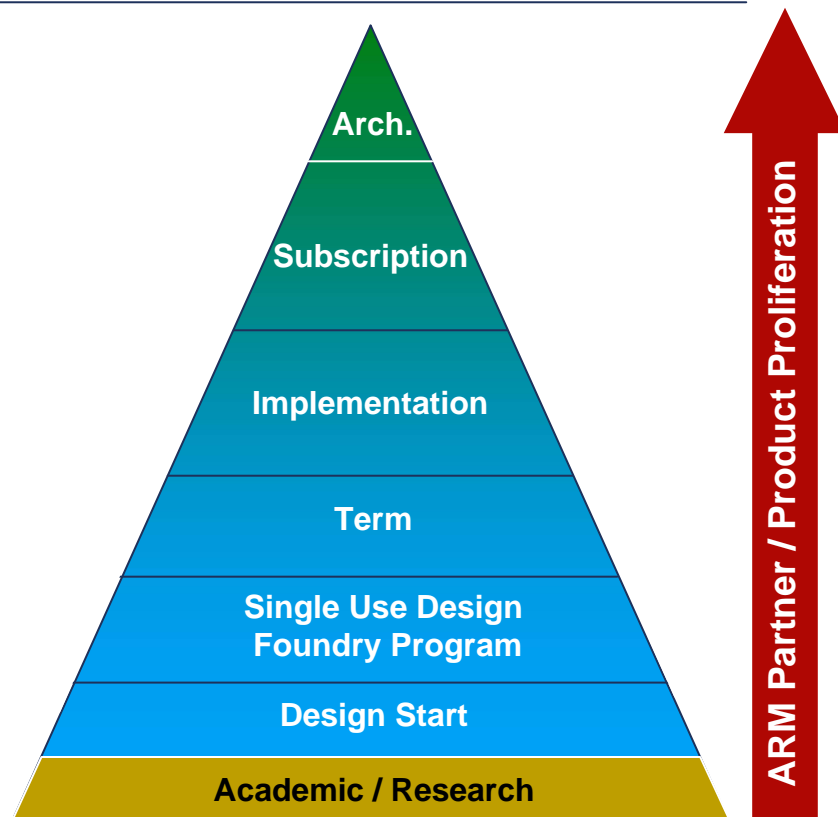 Arch.
Subscription
Implementation
Term
Single Use Design
Foundry Program
Design Start
Academic / Research
ARM Partner / Product Proliferation